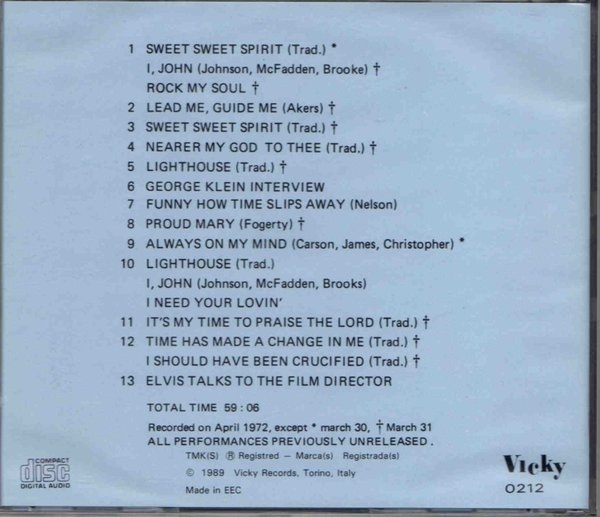 1 SWEET SWEET SPIRIT (Trad.) *
I, JOHN (Johnson, McFadden, Brooke) †
ROCK MY SOUL †
2 LEAD ME, GUIDE ME (Akers) †
3 SWEET SWEET SPIRIT (Trad.) †
4 NEARER MY GOD TO THEE (Trad.) †
5 LIGHTHOUSE (Trad.) †
6 GEORGE KLEIN INTERVIEW
7 FUNNY HOW TIME SLIPS AWAY (Nelson)
8 PROUD MARY (Fogerty) †
9 ALWAYS ON MY MIND (Carson, James, Christopher) *
10 LIGHTHOUSE (Trad.)
I, JOHN (Johnson, McFadden, Brooks)
I NEED YOUR LOVIN'
11 IT'S MY TIME TO PRAISE THE LORD (Trad.) †
12 TIME HAS MADE A CHANGE IN ME (Trad.) †
I SHOULD HAVE BEEN CRUCIFIED (Trad.) †
13 ELVIS TALKS TO THE FILM DIRECTOR
TOTAL TIME 59 : 06
Recorded on April 1972, except * march 30, † March 31
ALL PERFORMANCES PREVIOUSLY UNRELEASED .
TMK(S) ® Registred – Marca(s) Registrada(s)
© 1989 Vicky Records, Torino, Italy
Made in EEC
COMPACT
disc
DIGITAL AUDIO
Vicky
0212